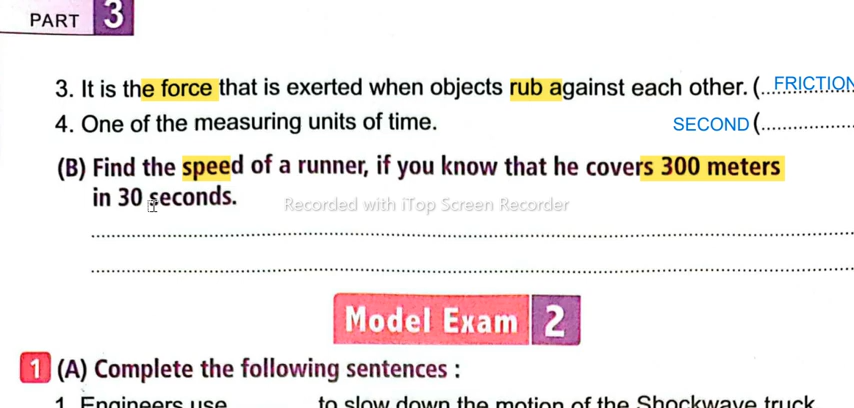 PART 3
3. It is the force that is exerted when objects rub against each other. (...FRICTION
4. One of the measuring units of time. SECOND (...................
(B) Find the speed of a runner, if you know that he covers 300 meters
in 30 seconds.
Recorded with iTop Screen Recorder
Model Exam 2
1 (A) Complete the following sentences :
1. Engineers use ........ to slow down the motion of the Shockwave truck